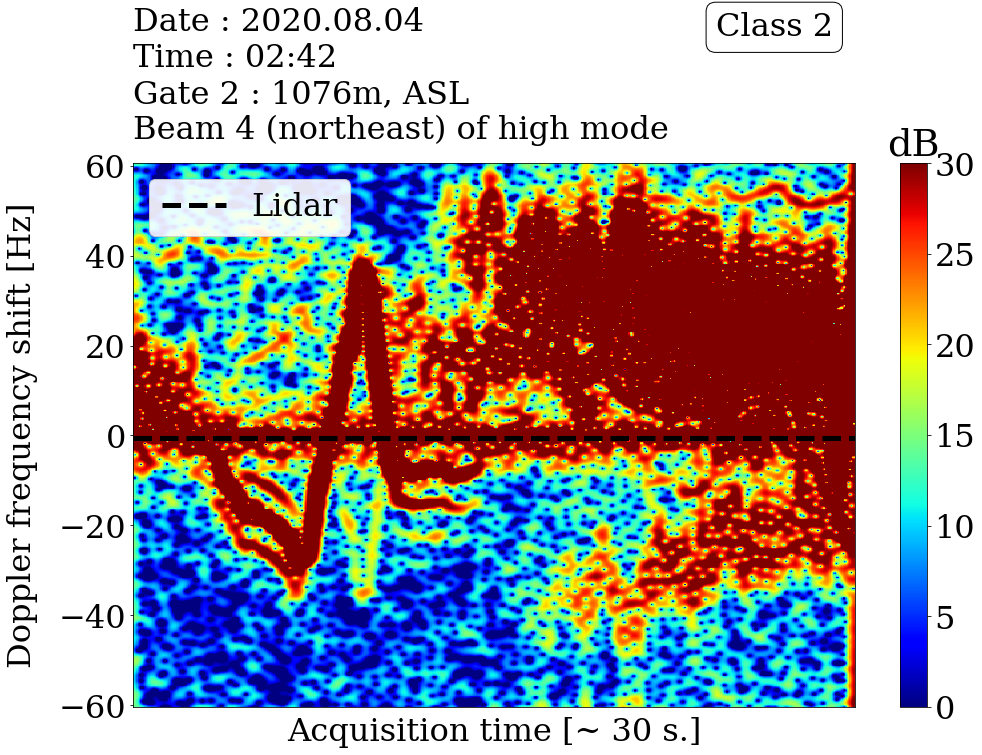 Date : 2020.08.04
Time : 02:42
Gate 2 : 1076m, ASL
Beam 4 (northeast) of high mode
Class 2
dB
Lidar
Doppler frequency shift [Hz]
60
40
20
0
−20
−40
−60
30
25
20
15
10
5
0
Acquisition time [~ 30 s.]